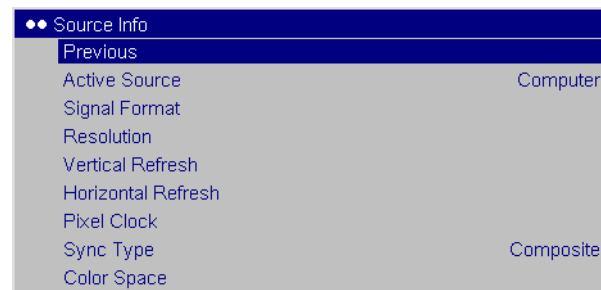 Source Info
Previous
Active Source Computer
Signal Format
Resolution
Vertical Refresh
Horizontal Refresh
Pixel Clock
Sync Type Composite
Color Space